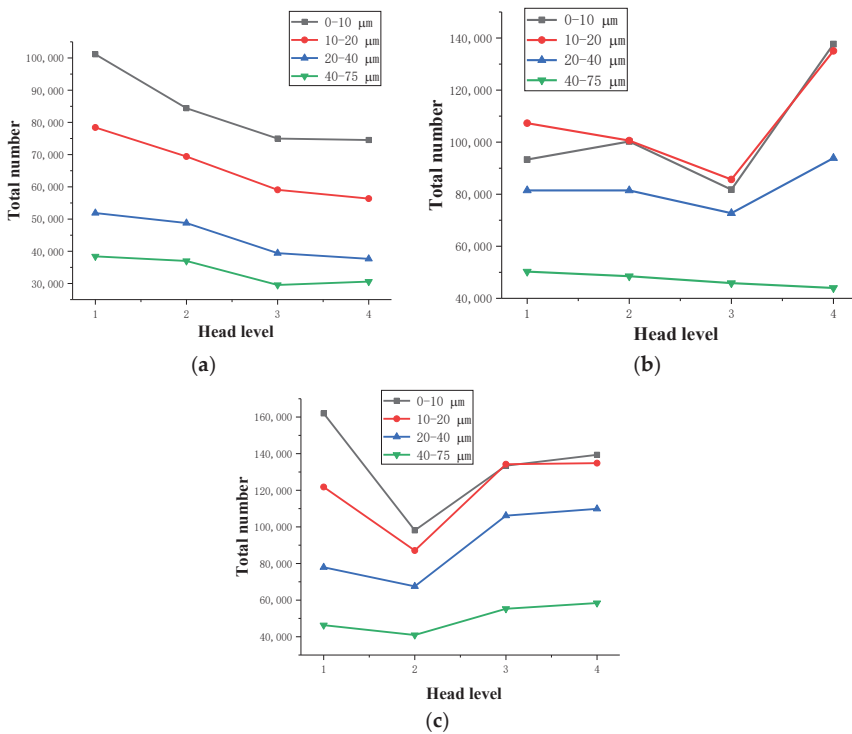 0-10 μm
10-20 μm
20-40 μm
40-75 μm
100,000
90,000
80,000
70,000
60,000
50,000
40,000
30,000
Total number
1 2 3 4
Head level
(a)
0-10 μm
10-20 μm
20-40 μm
40-75 μm
140,000
120,000
100,000
80,000
60,000
40,000
Total number
1 2 3 4
Head level
(b)
0-10 μm
10-20 μm
20-40 μm
40-75 μm
160,000
140,000
120,000
100,000
80,000
60,000
40,000
Total number
1 2 3 4
Head level
(c)